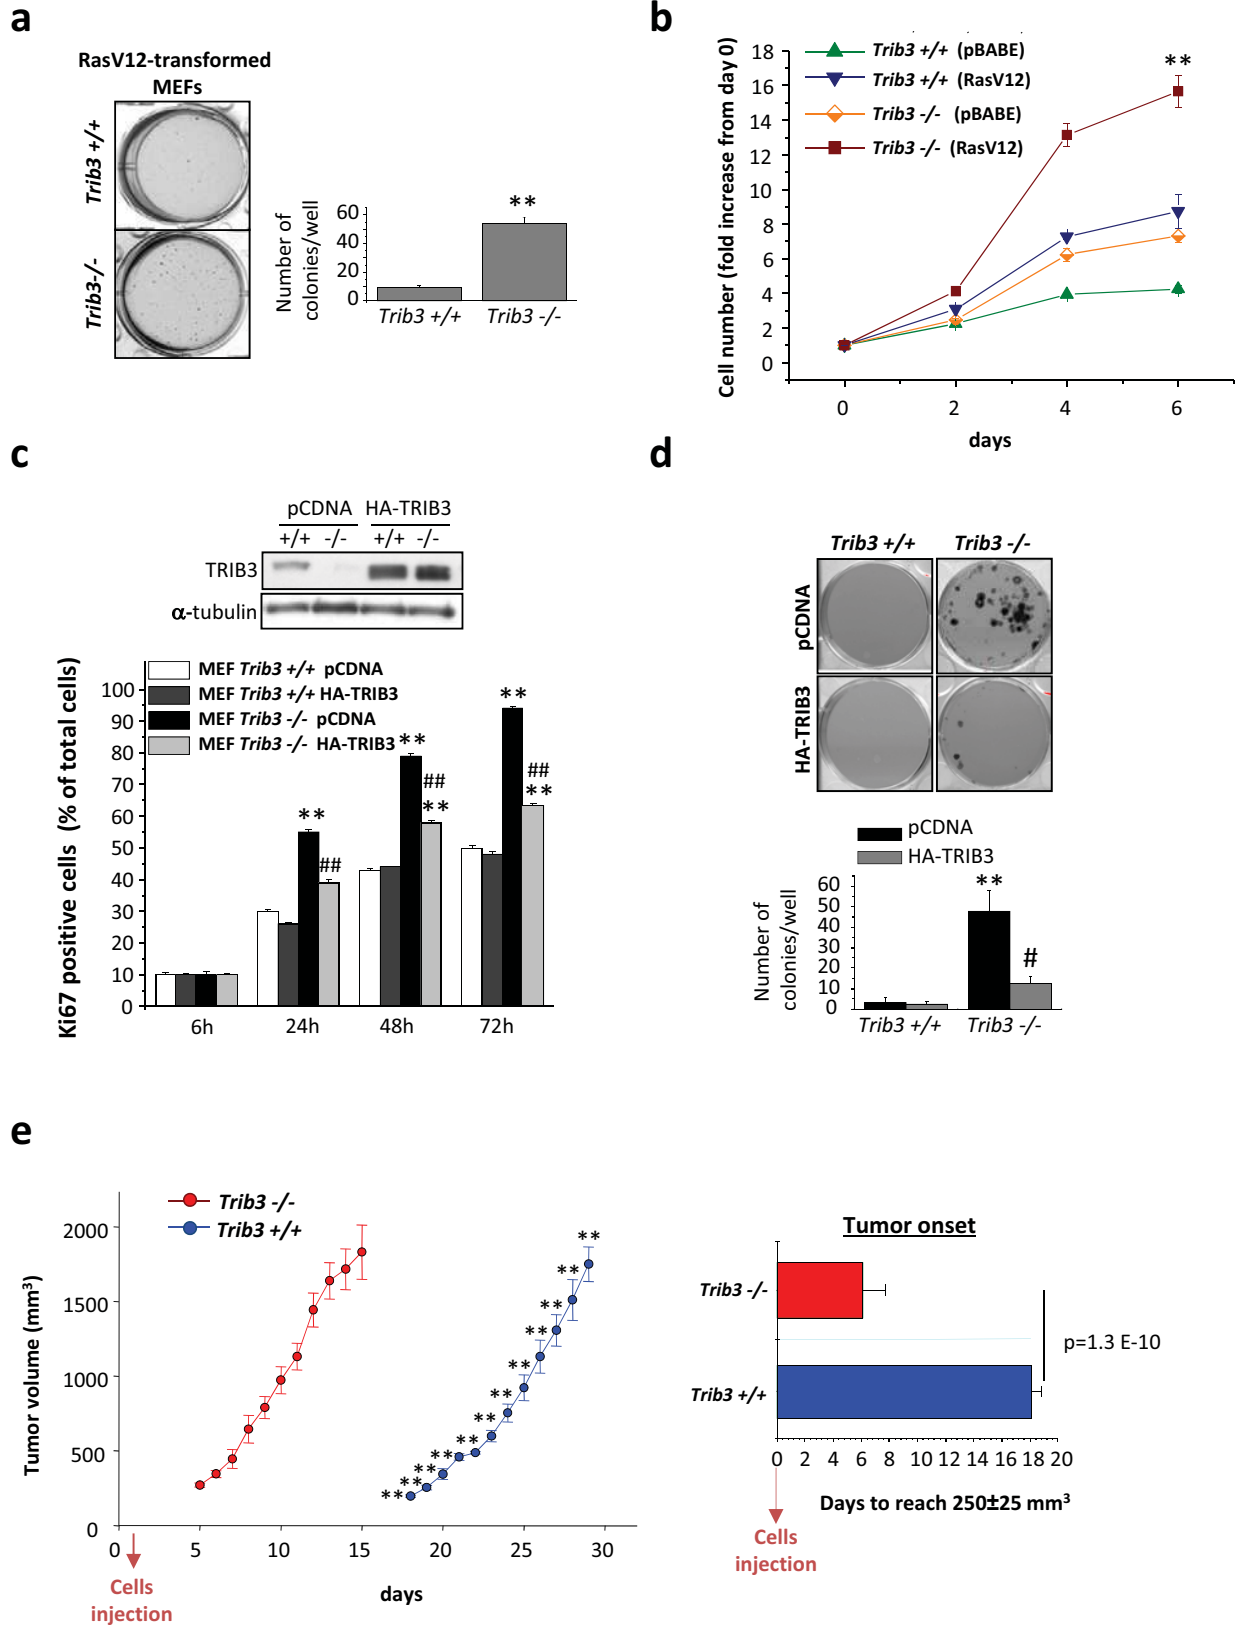 a
RasV12-transformed
MEFs
Trib3 +/+
Trib3-/-
Number of
colonies/well
60
40
20
0
**
Trib3 +/+ Trib3 -/-
b
Cell number (fold increase from day 0)
18
16
14
12
10
8
6
4
2
0
Trib3 +/+ (pBABE)
Trib3 +/+ (RasV12)
Trib3 -/- (pBABE)
Trib3 -/- (RasV12)
**
0 2 4 6
days
c
pCDNA HA-TRIB3
+/+ -/- +/+ -/-
TRIB3
α-tubulin
Ki67 positive cells (% of total cells)
MEF Trib3 +/+ pCDNA
MEF Trib3 +/+ HA-TRIB3
MEF Trib3 -/- pCDNA
MEF Trib3 -/- HA-TRIB3
100
90
80
70
60
50
40
30
20
10
0
**
##
**
##
**
**
##
**
6h 24h 48h 72h
d
Trib3 +/+ Trib3 -/-
pCDNA
HA-TRIB3
pCDNA
HA-TRIB3
Number of
colonies/well
60
50
40
30
20
10
0
**
#
Trib3 +/+ Trib3 -/-
e
Trib3 -/-
Trib3 +/+
Tumor volume (mm³)
2000
1500
1000
500
0
**
**
**
**
**
**
**
**
**
**
**
**
0 5 10 15 20 25 30
days
Cells
injection
Tumor onset
Trib3 -/-
Trib3 +/+
p=1.3 E-10
0 2 4 6 8 10 12 14 16 18 20
Days to reach 250±25 mm³
Cells
injection